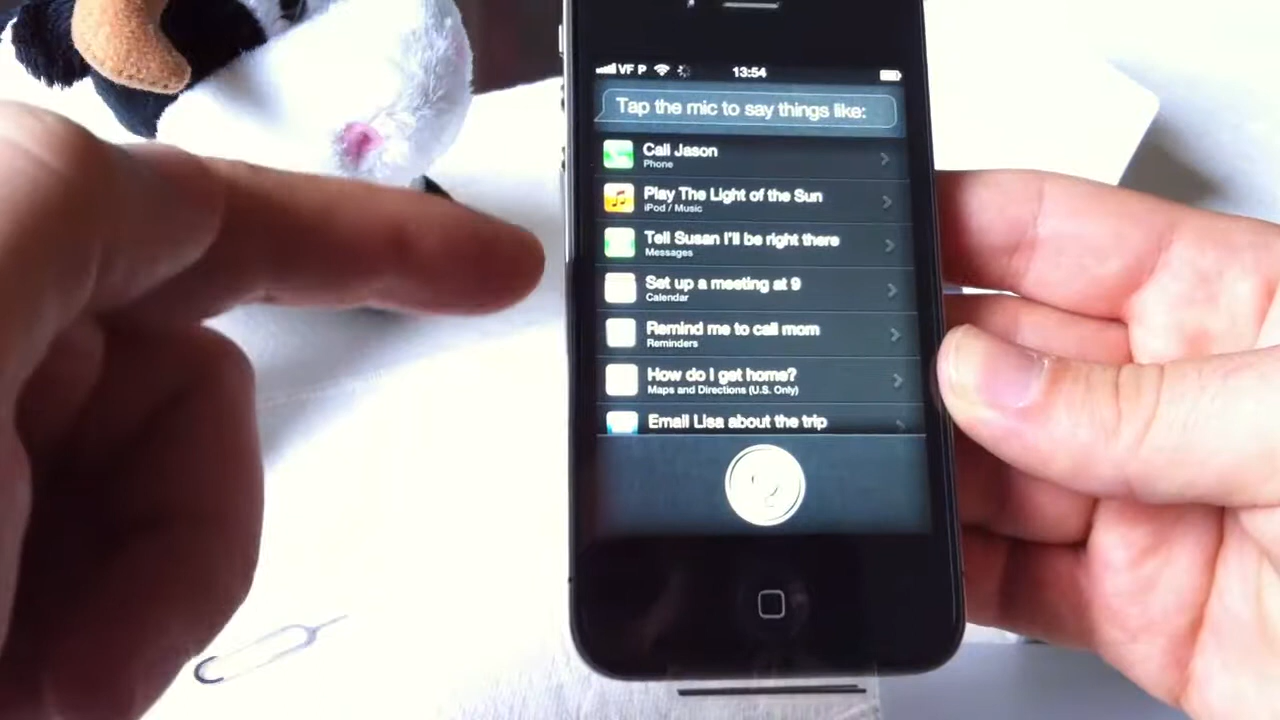 VF P 13:54
Tap the mic to say things like:
Call Jason
Phone
Play The Light of the Sun
iPod / Music
Tell Susan I'll be right there
Messages
Set up a meeting at 9
Calendar
Remind me to call mom
Reminders
How do I get home?
Maps and Directions (U.S. Only)
Email Lisa about the trip